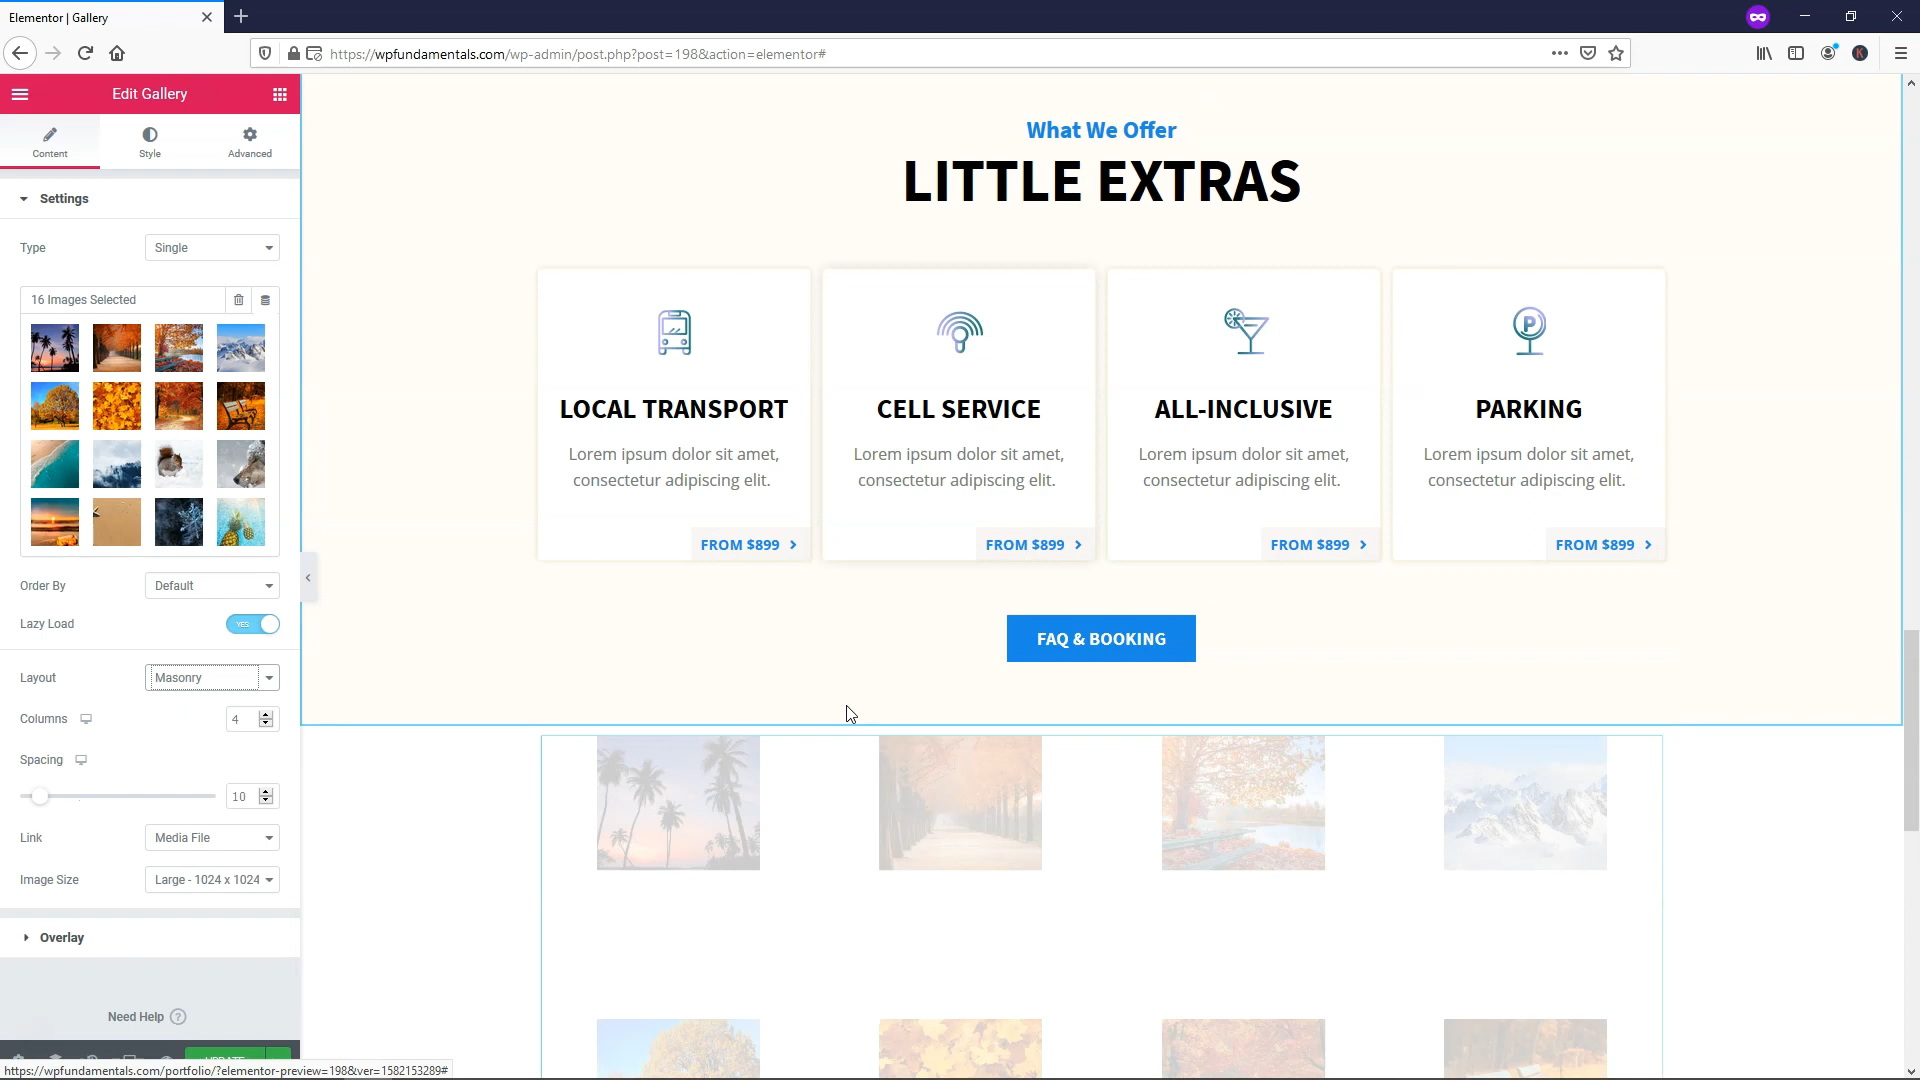 Elementor | Gallery
https://wpfundamentals.com/wp-admin/post.php?post=198&action=elementor#
K
Edit Gallery
Content
Style
Advanced
Settings
Type
Single
16 Images Selected
Order By
Default
Lazy Load
YES
Layout
Masonry
Columns
4
Spacing
10
Link
Media File
Image Size
Large - 1024 x 1024
Overlay
Need Help ?
UPDATE
https://wpfundamentals.com/portfolio/?elementor-preview=198&ver=1582153289#
What We Offer
LITTLE EXTRAS
LOCAL TRANSPORT
Lorem ipsum dolor sit amet,
consectetur adipiscing elit.
FROM $899
CELL SERVICE
Lorem ipsum dolor sit amet,
consectetur adipiscing elit.
FROM $899
ALL-INCLUSIVE
Lorem ipsum dolor sit amet,
consectetur adipiscing elit.
FROM $899
P
PARKING
Lorem ipsum dolor sit amet,
consectetur adipiscing elit.
FROM $899
FAQ & BOOKING